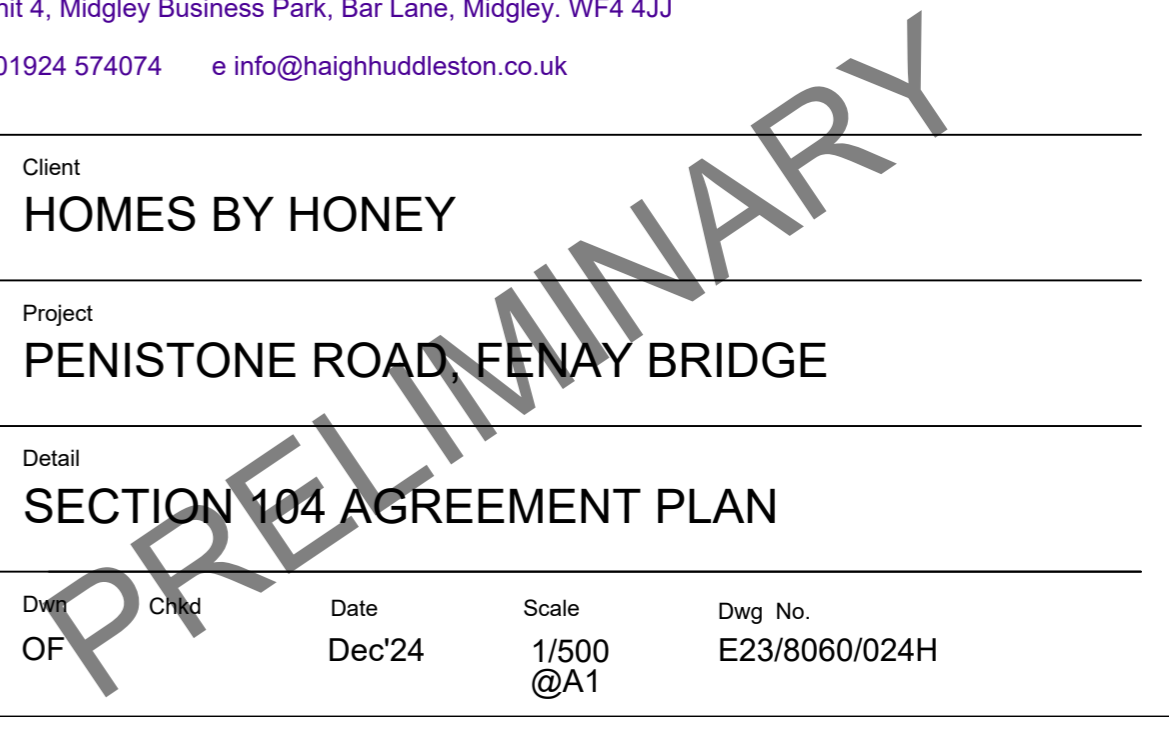 Unit 4, Midgley Business Park, Bar Lane, Midgley. WF4 4JJ
01924 574074 e info@haighhuddleston.co.uk
Client
HOMES BY HONEY
Project
PENISTONE ROAD, FENAY BRIDGE
Detail
SECTION 104 AGREEMENT PLAN
Dwn Chkd Date Scale Dwg No.
OF Dec'24 1/500 E23/8060/024H
@A1
PRELIMINARY